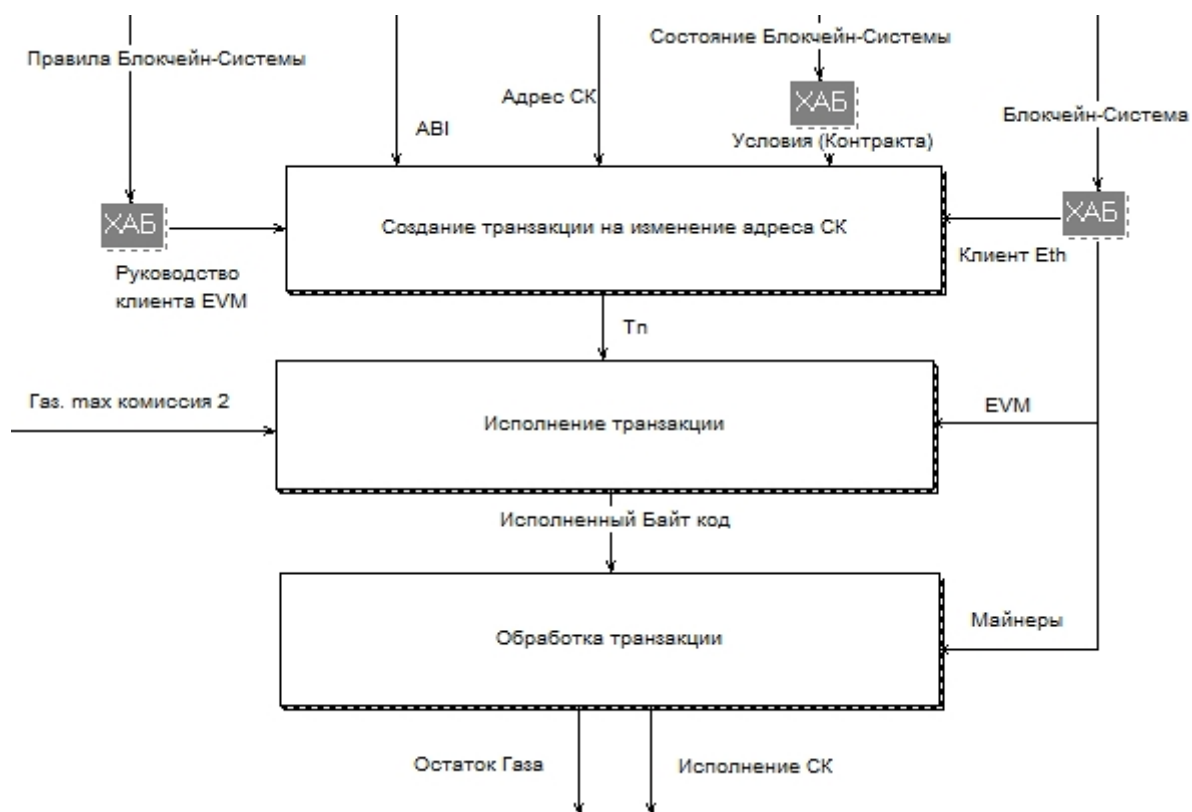 Состояние Блокчейн-Системы
Правила Блокчейн-Системы
ХАБ
Адрес СК
Блокчейн-Система
ABI
Условия (Контракта)
ХАБ
ХАБ
Создание транзакции на изменение адреса СК
Клиент Eth
Руководство
клиента EVM
Тп
Газ. max комиссия 2
EVM
Исполнение транзакции
Исполненный Байт код
Майнеры
Обработка транзакции
Остаток Газа
Исполнение СК